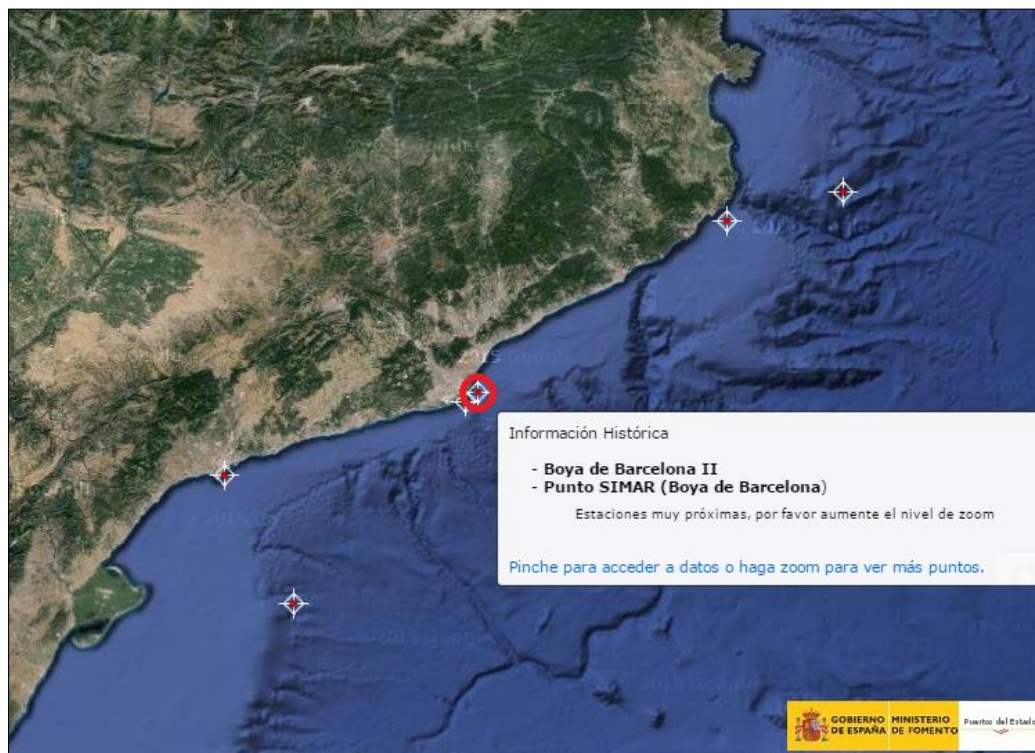 Información Histórica
- Boya de Barcelona II
- Punto SIMAR (Boya de Barcelona)
Estaciones muy próximas, por favor aumente el nivel de zoom
Pinche para acceder a datos o haga zoom para ver más puntos.
GOBIERNO DE ESPAÑA
MINISTERIO DE FOMENTO
Puertos del Estado